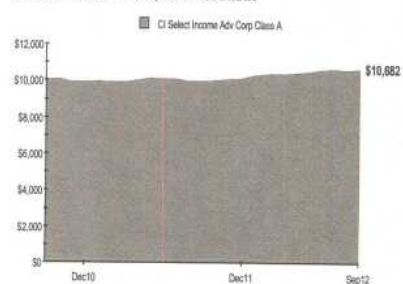 CI Select Income Adv Corp Class A
$12,000
$10,000
$8,000
$6,000
$4,000
$2,000
$0
$10,682
Dec10
Dec11
Sep12